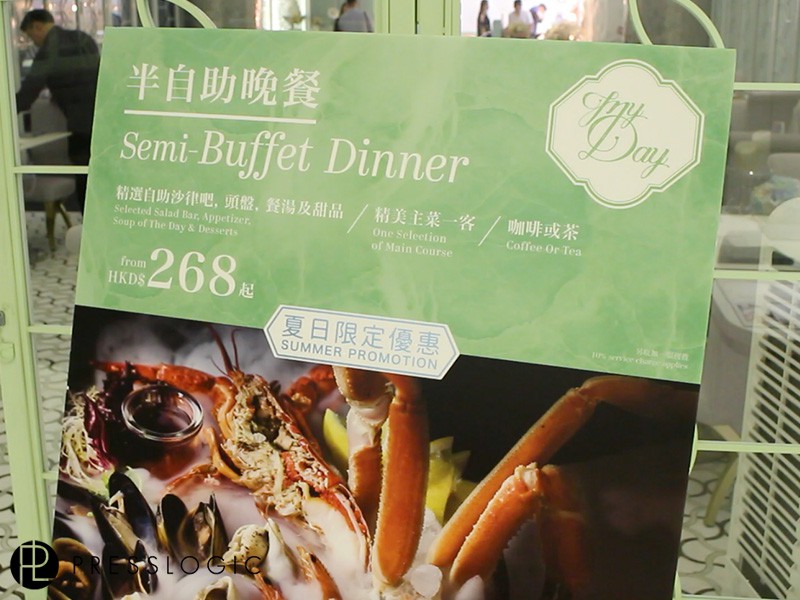 半自助晚餐
Semi-Buffet Dinner
Any Day
精選自助沙律吧, 頭盤, 餐湯及甜品
Selected Salad Bar, Appetizer,
Soup of The Day & Desserts
精美主菜一客
One Selection
of Main Course
咖啡或茶
Coffee Or Tea
from
HKD$268起
夏日限定優惠
SUMMER PROMOTION
10% service charge applies
PL PRESSLOGIC